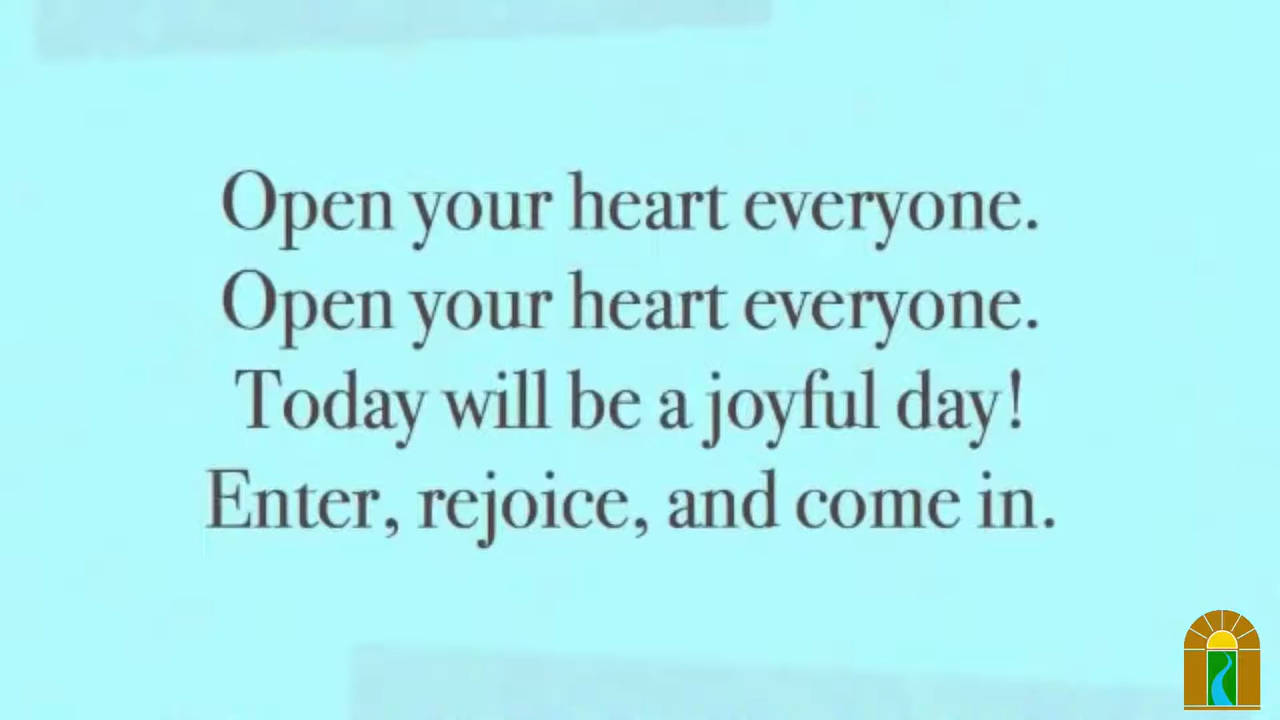 Open your heart everyone.
Open your heart everyone.
Today will be a joyful day!
Enter, rejoice, and come in.